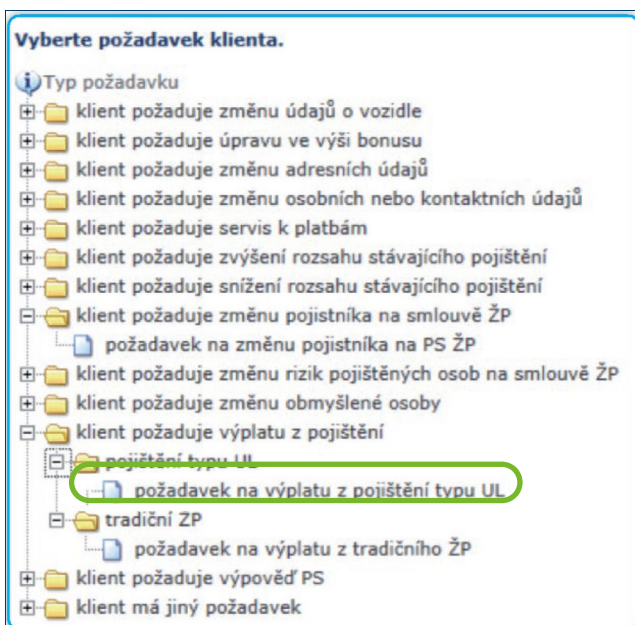 Vyberte požadavek klienta.
Typ požadavku
klient požaduje změnu údajů o vozidle
klient požaduje úpravu ve výši bonusu
klient požaduje změnu adresních údajů
klient požaduje změnu osobních nebo kontaktních údajů
klient požaduje servis k platbám
klient požaduje zvýšení rozsahu stávajícího pojištění
klient požaduje snížení rozsahu stávajícího pojištění
klient požaduje změnu pojistníka na smlouvě ŽP
požadavek na změnu pojistníka na PS ŽP
klient požaduje změnu rizik pojištěných osob na smlouvě ŽP
klient požaduje změnu obmyšlené osoby
klient požaduje výplatu z pojištění
pojištění typu UL
požadavek na výplatu z pojištění typu UL
tradiční ŽP
požadavek na výplatu z tradičního ŽP
klient požaduje výpověď PS
klient má jiný požadavek